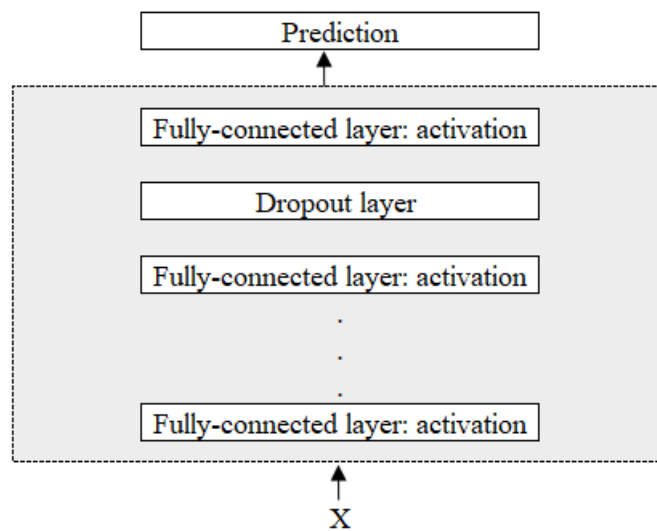 Prediction
Fully-connected layer: activation
Dropout layer
Fully-connected layer: activation
.
.
.
Fully-connected layer: activation
X